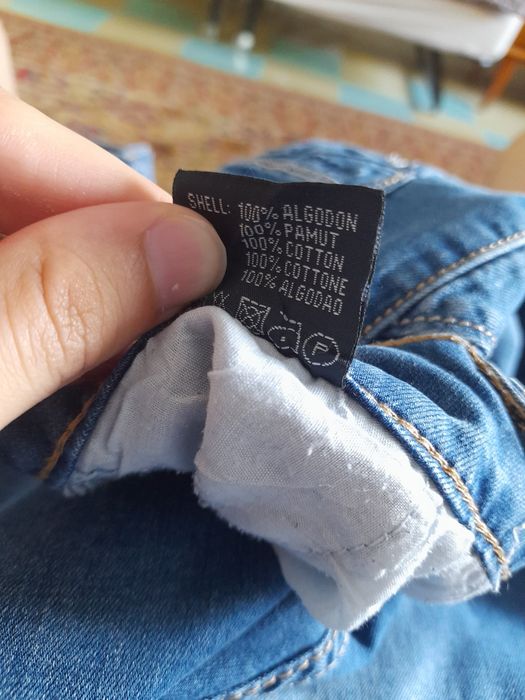 SHELL: 100% ALGODON
100% PAMUT
100% COTTON
100% COTTONE
100% ALGODAO
P